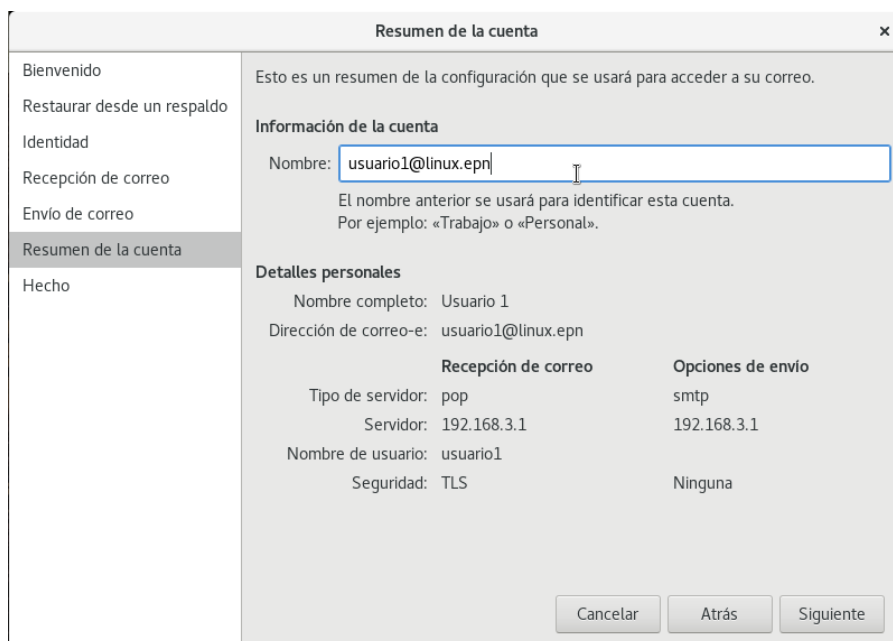 Resumen de la cuenta
×
Bienvenido
Restaurar desde un respaldo
Identidad
Recepción de correo
Envío de correo
Resumen de la cuenta
Hecho
Esto es un resumen de la configuración que se usará para acceder a su correo.
Información de la cuenta
Nombre: usuario1@linux.epn
El nombre anterior se usará para identificar esta cuenta.
Por ejemplo: «Trabajo» o «Personal».
Detalles personales
Nombre completo: Usuario 1
Dirección de correo-e: usuario1@linux.epn
Recepción de correo Opciones de envío
Tipo de servidor: pop smtp
Servidor: 192.168.3.1 192.168.3.1
Nombre de usuario: usuario1
Seguridad: TLS Ninguna
Cancelar Atrás Siguiente